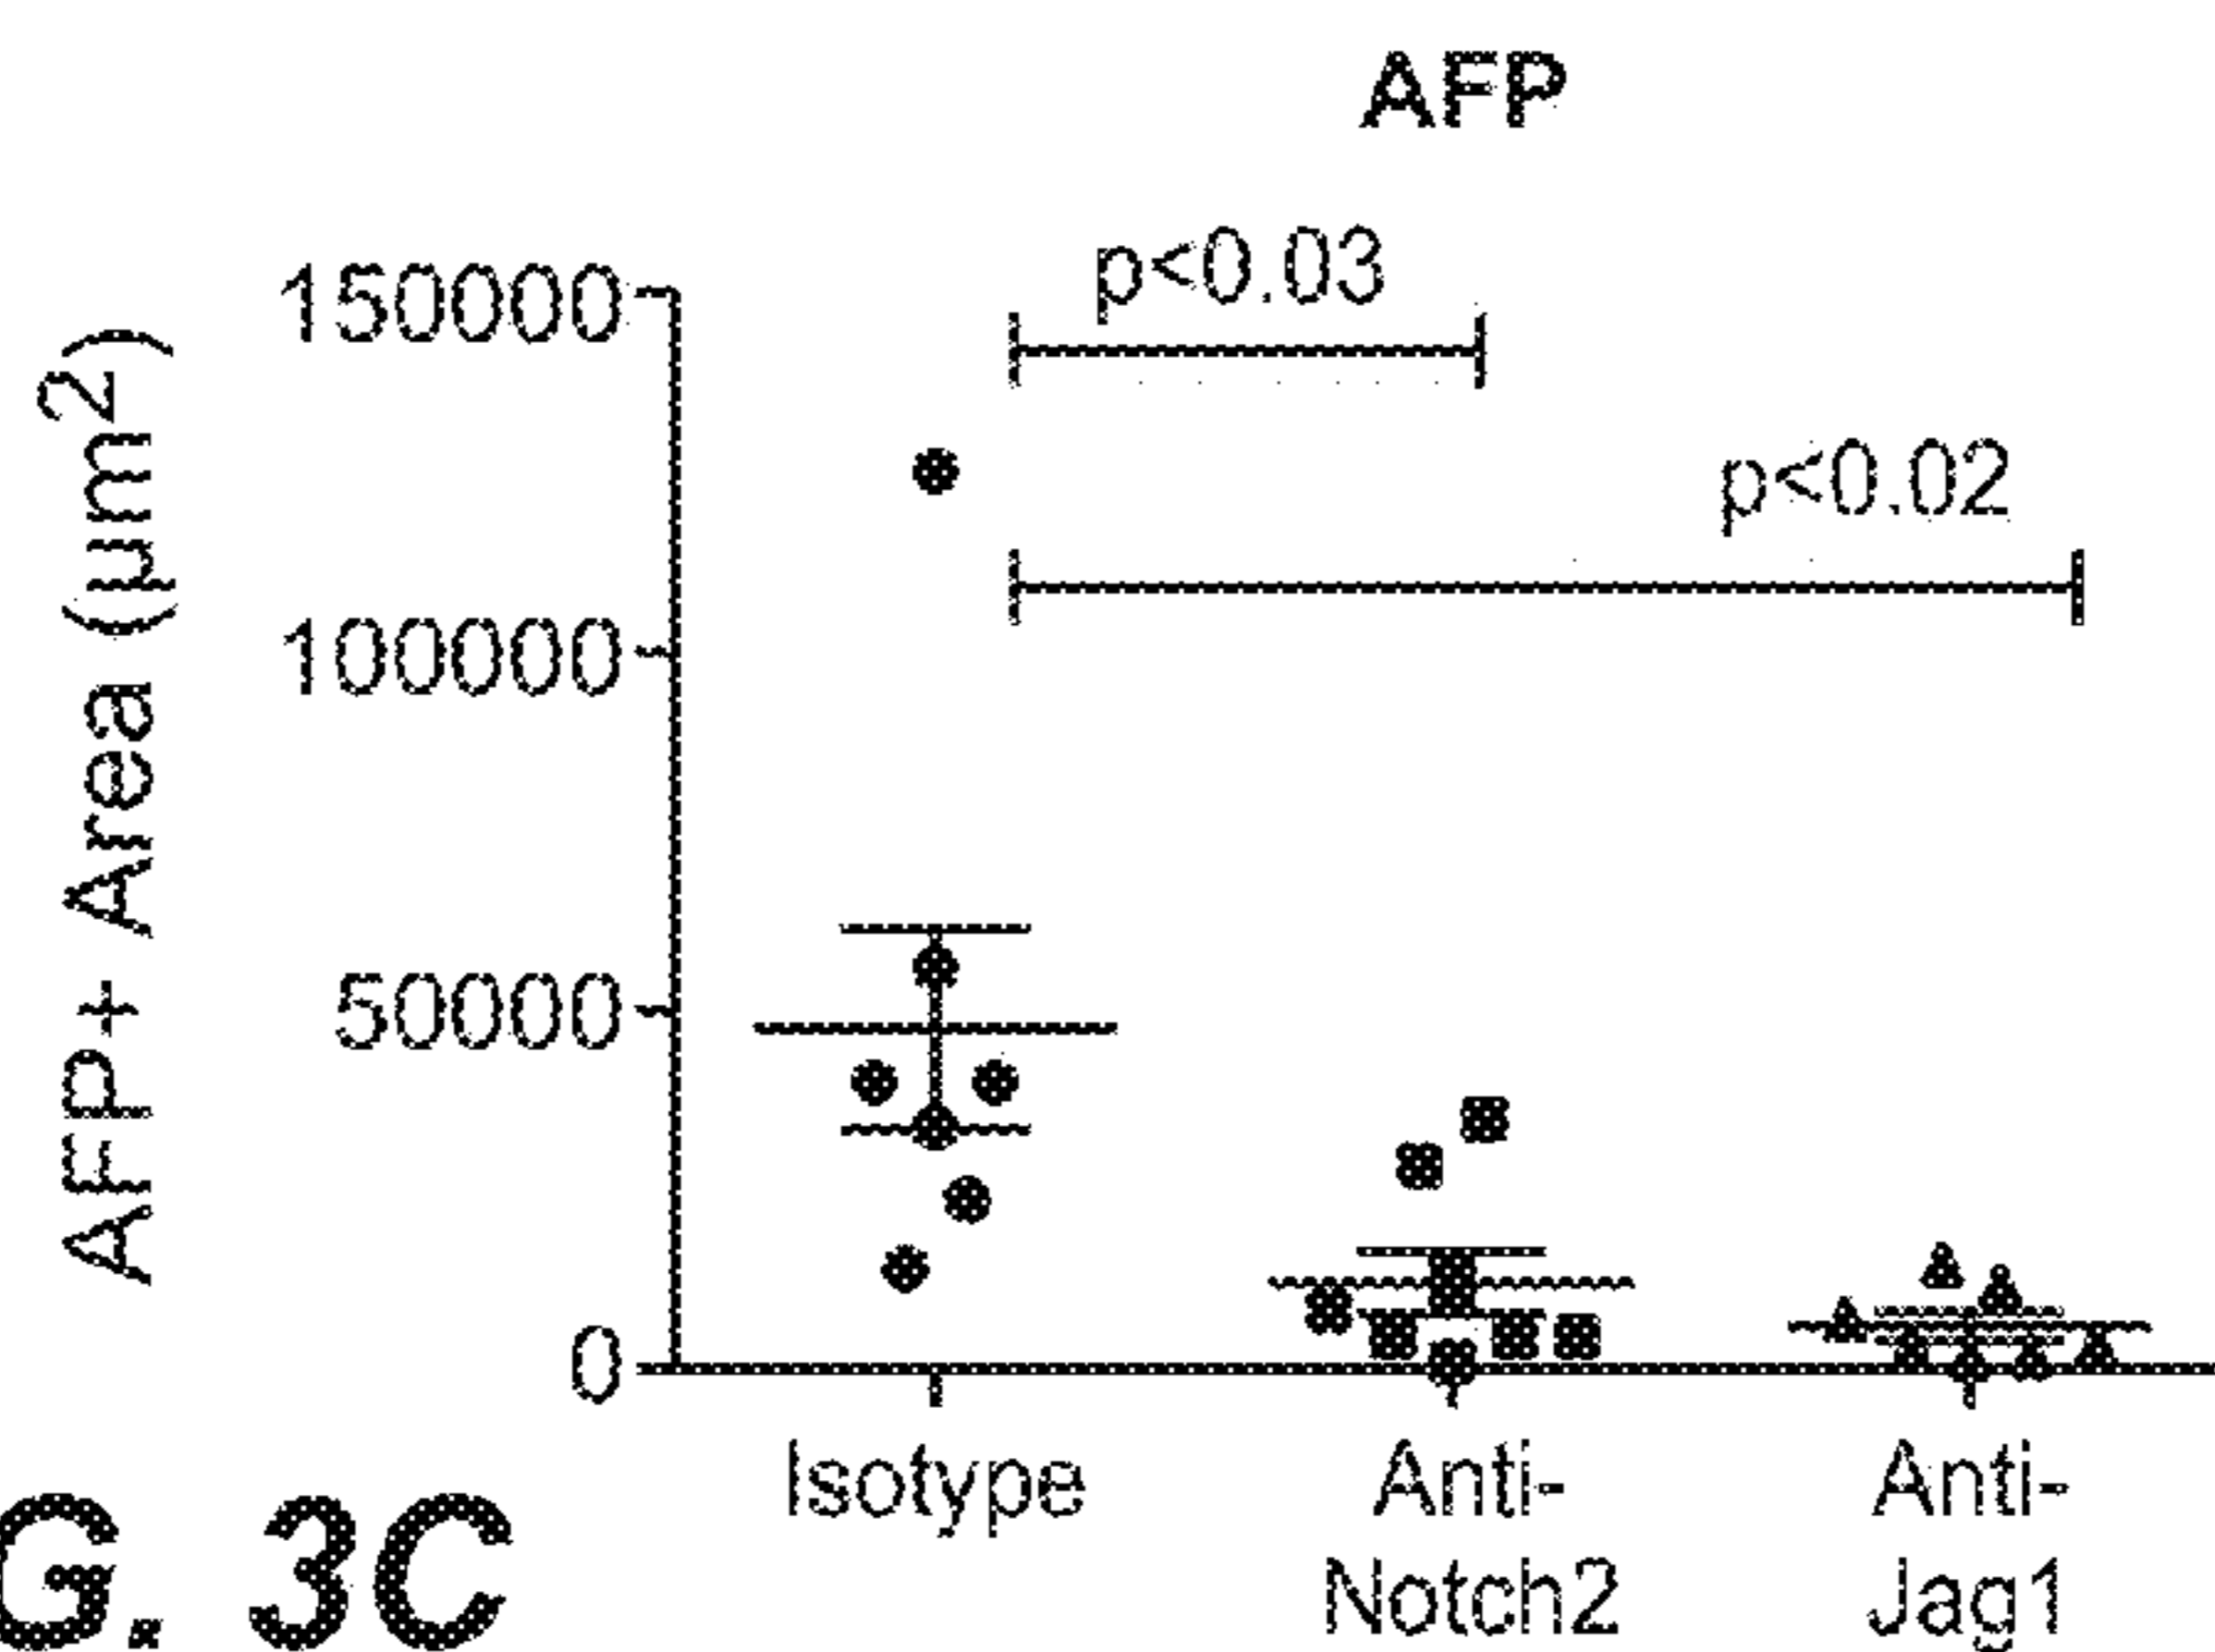 AFP
AFP+ Area (µm²)
150000
100000
50000
0
p<0.03
p<0.02
Isotype
Anti-
Notch2
Anti-
Jag1
G. 3C